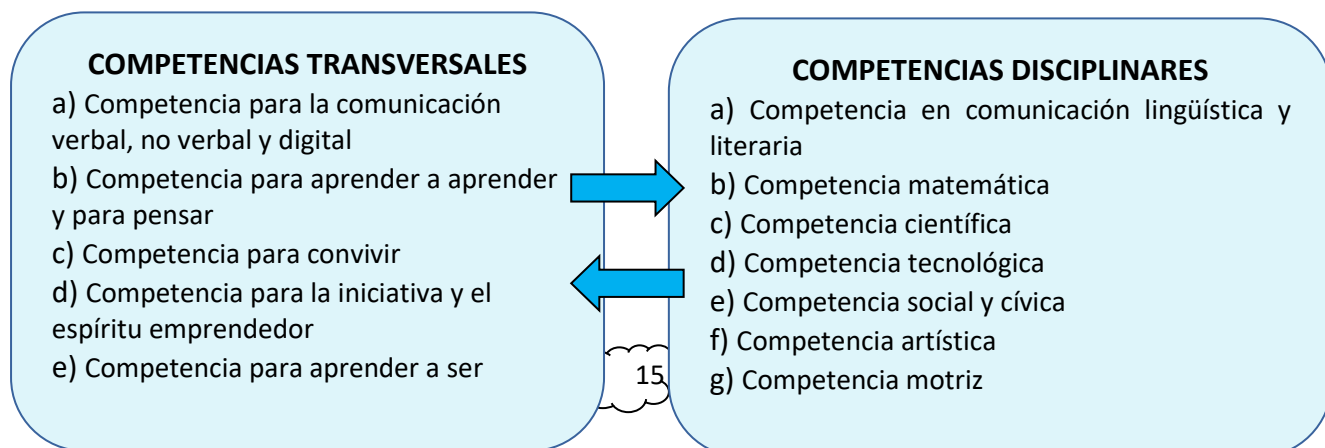 COMPETENCIAS TRANSVERSALES
a) Competencia para la comunicación
verbal, no verbal y digital
b) Competencia para aprender a aprender
y para pensar
c) Competencia para convivir
d) Competencia para la iniciativa y el
espíritu emprendedor
e) Competencia para aprender a ser
COMPETENCIAS DISCIPLINARES
a) Competencia en comunicación lingüística y
literaria
b) Competencia matemática
c) Competencia científica
d) Competencia tecnológica
e) Competencia social y cívica
f) Competencia artística
g) Competencia motriz
15